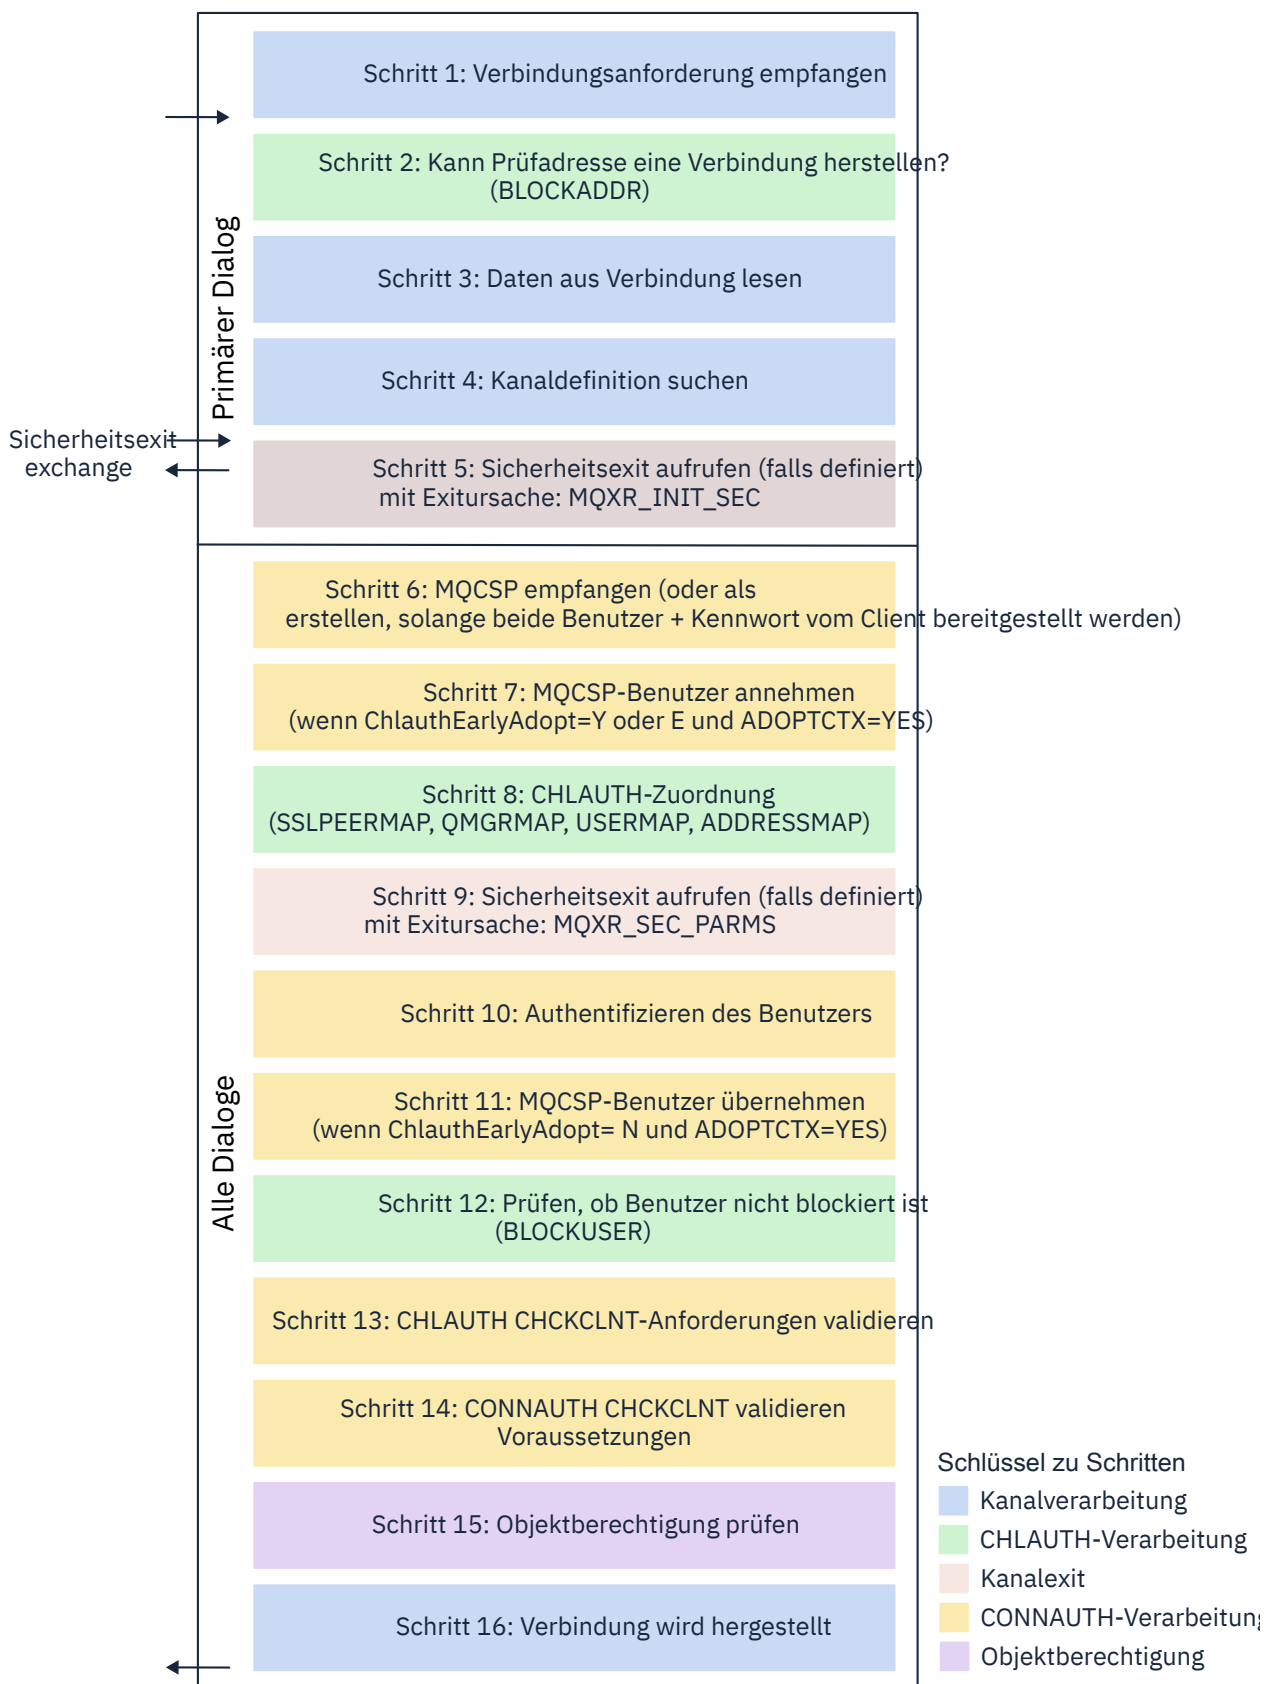 Schritt 1: Verbindungsanforderung empfangen
Schritt 2: Kann Prüfadresse eine Verbindung herstellen?
(BLOCKADDR)
Schritt 3: Daten aus Verbindung lesen
Schritt 4: Kanaldefinition suchen
Primärer Dialog
Sicherheitsexit
exchange
Schritt 5: Sicherheitsexit aufrufen (falls definiert)
mit Exitursache: MQXR_INIT_SEC
Schritt 6: MQCSP empfangen (oder als
erstellen, solange beide Benutzer + Kennwort vom Client bereitgestellt werden)
Schritt 7: MQCSP-Benutzer annehmen
(wenn ChlauthEarlyAdopt=Y oder E und ADOPTCTX=YES)
Schritt 8: CHLAUTH-Zuordnung
(SSLPEERMAP, QMGRMAP, USERMAP, ADDRESSMAP)
Schritt 9: Sicherheitsexit aufrufen (falls definiert)
mit Exitursache: MQXR_SEC_PARMS
Schritt 10: Authentifizieren des Benutzers
Schritt 11: MQCSP-Benutzer übernehmen
(wenn ChlauthEarlyAdopt= N und ADOPTCTX=YES)
Alle Dialoge
Schritt 12: Prüfen, ob Benutzer nicht blockiert ist
(BLOCKUSER)
Schritt 13: CHLAUTH CHCKCLNT-Anforderungen validieren
Schritt 14: CONNAUTH CHCKCLNT validieren
Voraussetzungen
Schritt 15: Objektberechtigung prüfen
Schritt 16: Verbindung wird hergestellt
Schlüssel zu Schritten
Kanalverarbeitung
CHLAUTH-Verarbeitung
Kanalexit
CONNAUTH-Verarbeitung
Objektberechtigung